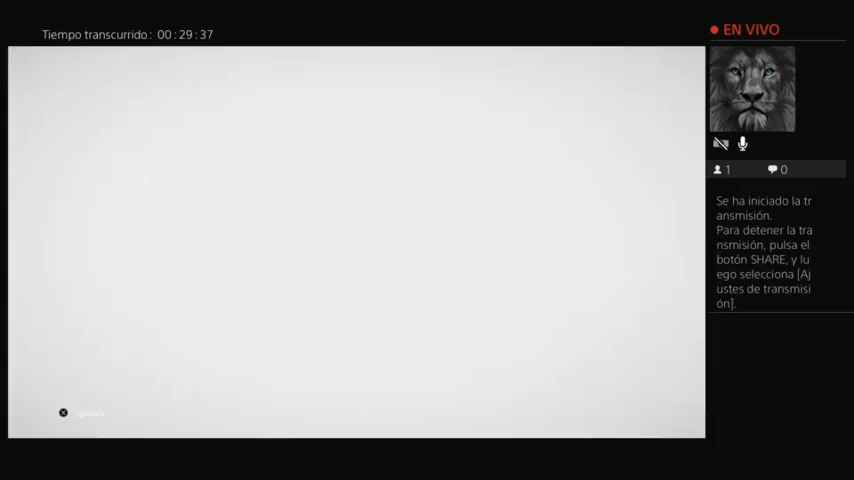 Tiempo transcurrido: 00:29:37
EN VIVO
1
0
Se ha iniciado la tr
ansmisión.
Para detener la tra
nsmisión, pulsa el
botón SHARE, y lu
ego selecciona [Aj
ustes de transmisi
ón].